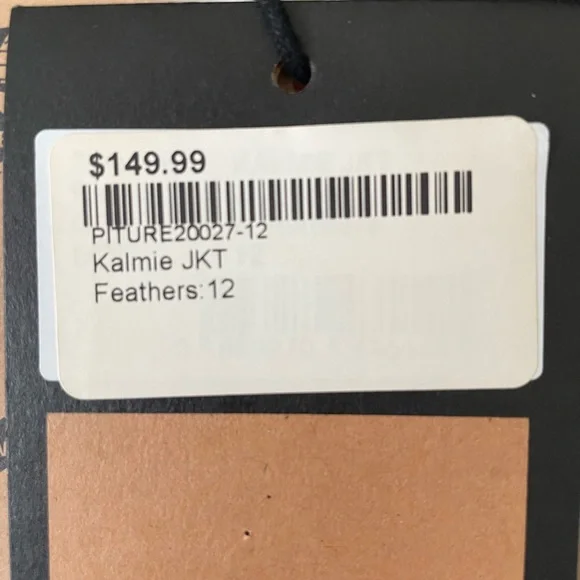 $149.99
PITURE20027-12
Kalmie JKT
Feathers:12